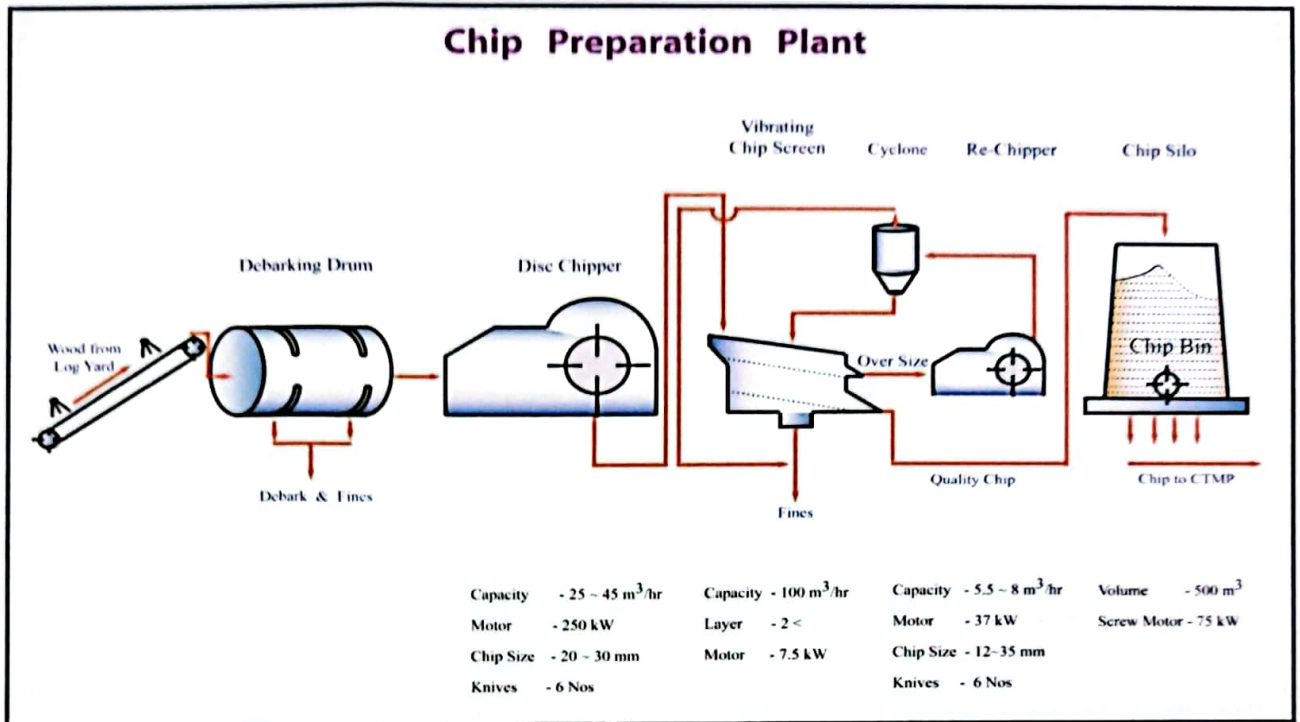 Chip Preparation Plant
Vibrating
Chip Screen
Cyclone
Re-Chipper
Chip Silo
Debarking Drum
Disc Chipper
Wood from
Log Yard
Over Size
Chip Bin
Debark & Fines
Fines
Quality Chip
Chip to CTMP
Capacity - 25 ~ 45 m³/hr
Motor - 250 kW
Chip Size - 20 ~ 30 mm
Knives - 6 Nos
Capacity - 100 m³/hr
Layer - 2 <
Motor - 7.5 kW
Capacity - 5.5 ~ 8 m³/hr
Motor - 37 kW
Chip Size - 12~35 mm
Knives - 6 Nos
Volume - 500 m³
Screw Motor - 75 kW